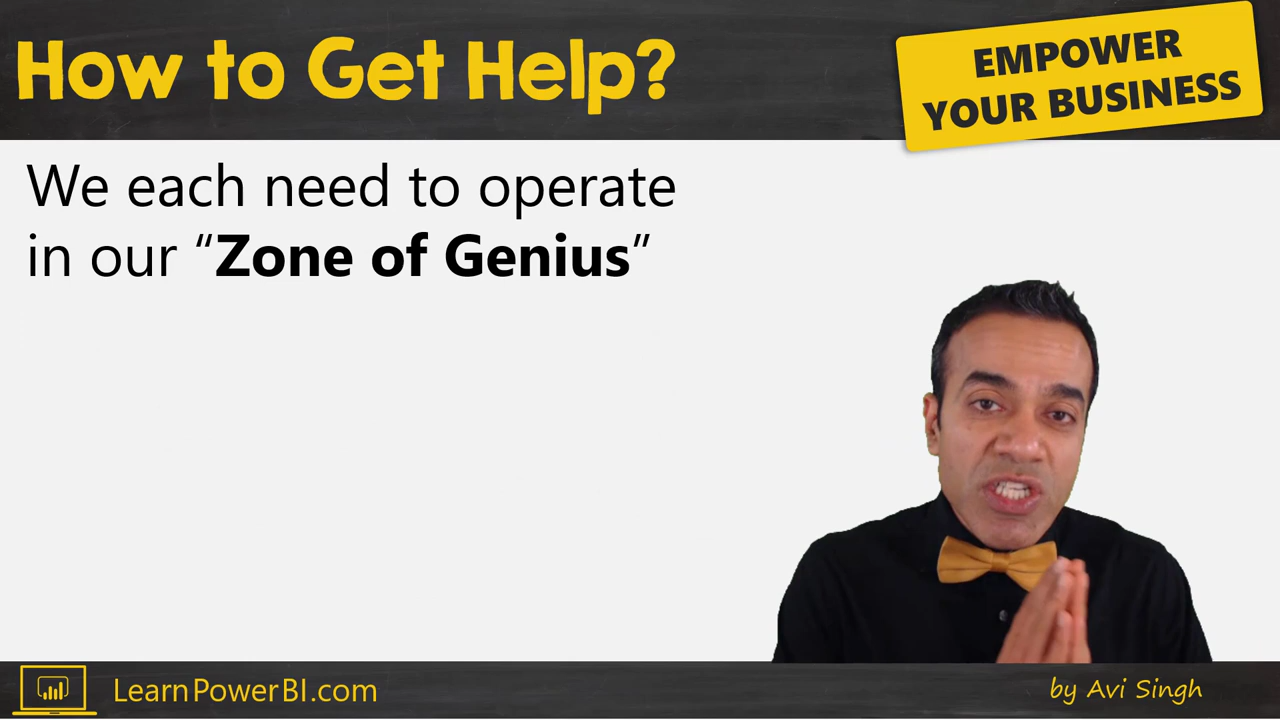 How to Get Help?
EMPOWER
YOUR BUSINESS
We each need to operate
in our “Zone of Genius”
LearnPowerBI.com
by Avi Singh